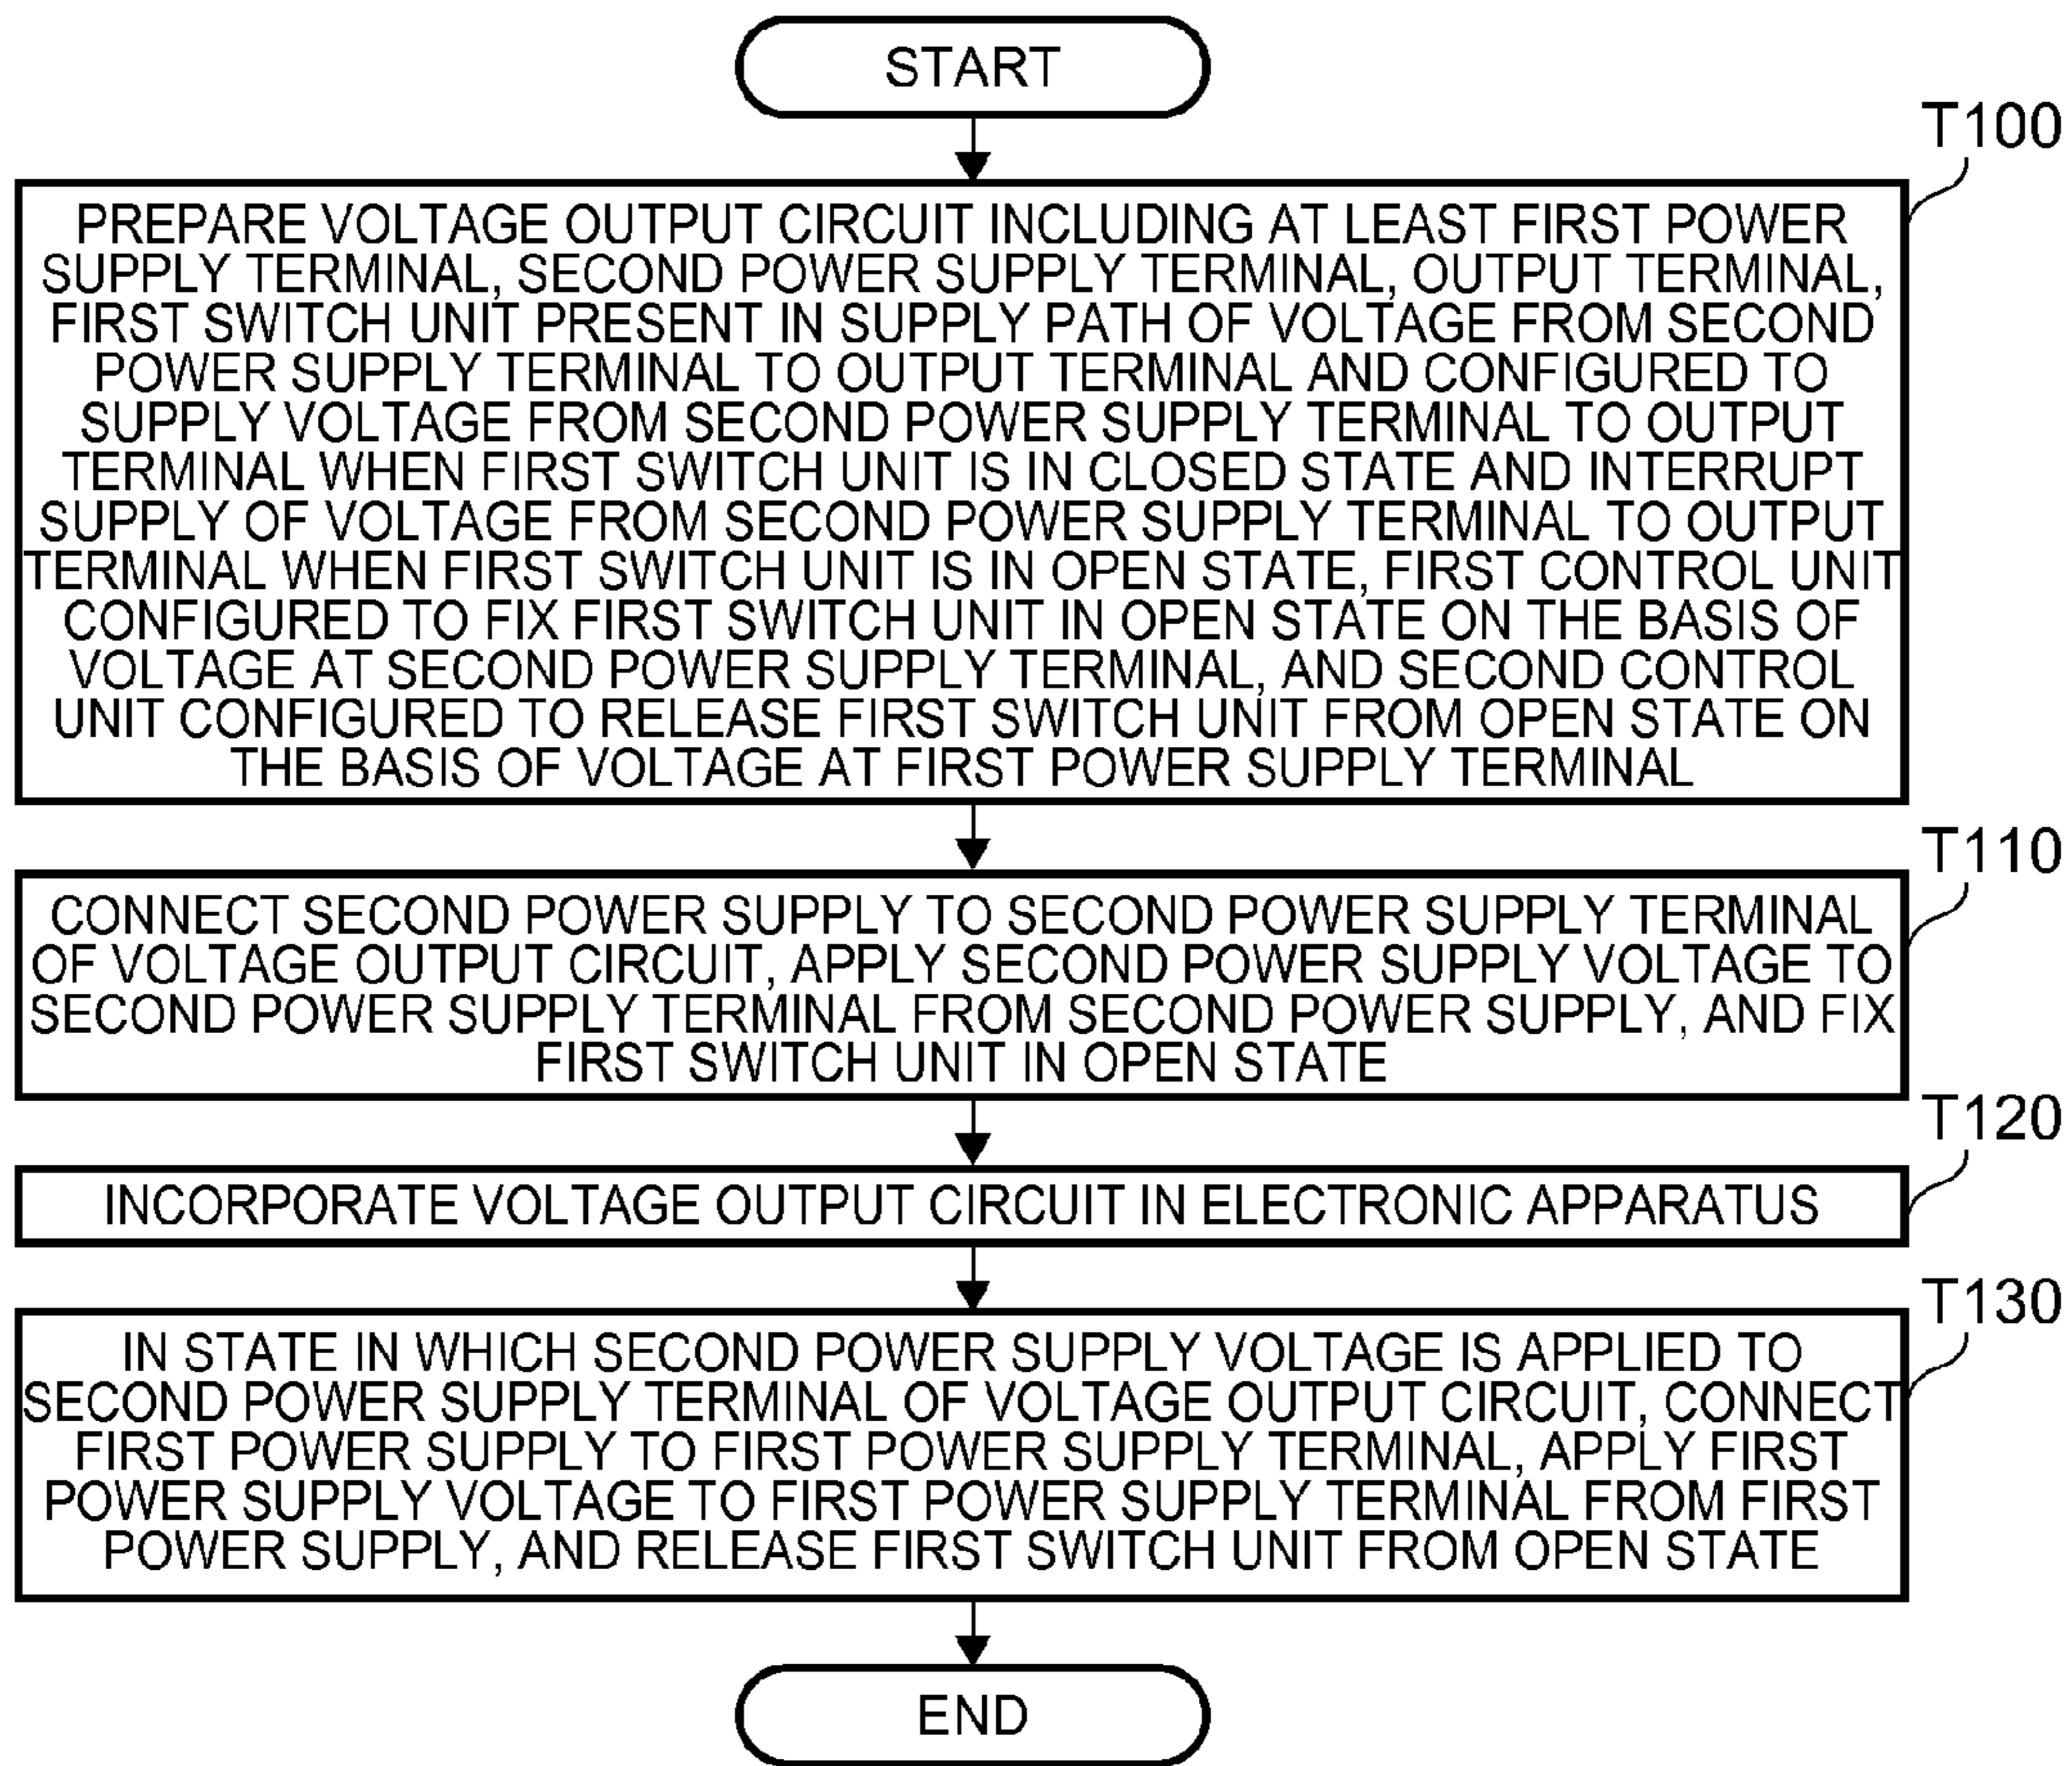 START
T100
PREPARE VOLTAGE OUTPUT CIRCUIT INCLUDING AT LEAST FIRST POWER
SUPPLY TERMINAL, SECOND POWER SUPPLY TERMINAL, OUTPUT TERMINAL,
FIRST SWITCH UNIT PRESENT IN SUPPLY PATH OF VOLTAGE FROM SECOND
POWER SUPPLY TERMINAL TO OUTPUT TERMINAL AND CONFIGURED TO
SUPPLY VOLTAGE FROM SECOND POWER SUPPLY TERMINAL TO OUTPUT
TERMINAL WHEN FIRST SWITCH UNIT IS IN CLOSED STATE AND INTERRUPT
SUPPLY OF VOLTAGE FROM SECOND POWER SUPPLY TERMINAL TO OUTPUT
TERMINAL WHEN FIRST SWITCH UNIT IS IN OPEN STATE, FIRST CONTROL UNIT
CONFIGURED TO FIX FIRST SWITCH UNIT IN OPEN STATE ON THE BASIS OF
VOLTAGE AT SECOND POWER SUPPLY TERMINAL, AND SECOND CONTROL
UNIT CONFIGURED TO RELEASE FIRST SWITCH UNIT FROM OPEN STATE ON
THE BASIS OF VOLTAGE AT FIRST POWER SUPPLY TERMINAL
T110
CONNECT SECOND POWER SUPPLY TO SECOND POWER SUPPLY TERMINAL
OF VOLTAGE OUTPUT CIRCUIT, APPLY SECOND POWER SUPPLY VOLTAGE TO
SECOND POWER SUPPLY TERMINAL FROM SECOND POWER SUPPLY, AND FIX
FIRST SWITCH UNIT IN OPEN STATE
T120
INCORPORATE VOLTAGE OUTPUT CIRCUIT IN ELECTRONIC APPARATUS
T130
IN STATE IN WHICH SECOND POWER SUPPLY VOLTAGE IS APPLIED TO
SECOND POWER SUPPLY TERMINAL OF VOLTAGE OUTPUT CIRCUIT, CONNECT
FIRST POWER SUPPLY TO FIRST POWER SUPPLY TERMINAL, APPLY FIRST
POWER SUPPLY VOLTAGE TO FIRST POWER SUPPLY TERMINAL FROM FIRST
POWER SUPPLY, AND RELEASE FIRST SWITCH UNIT FROM OPEN STATE
END